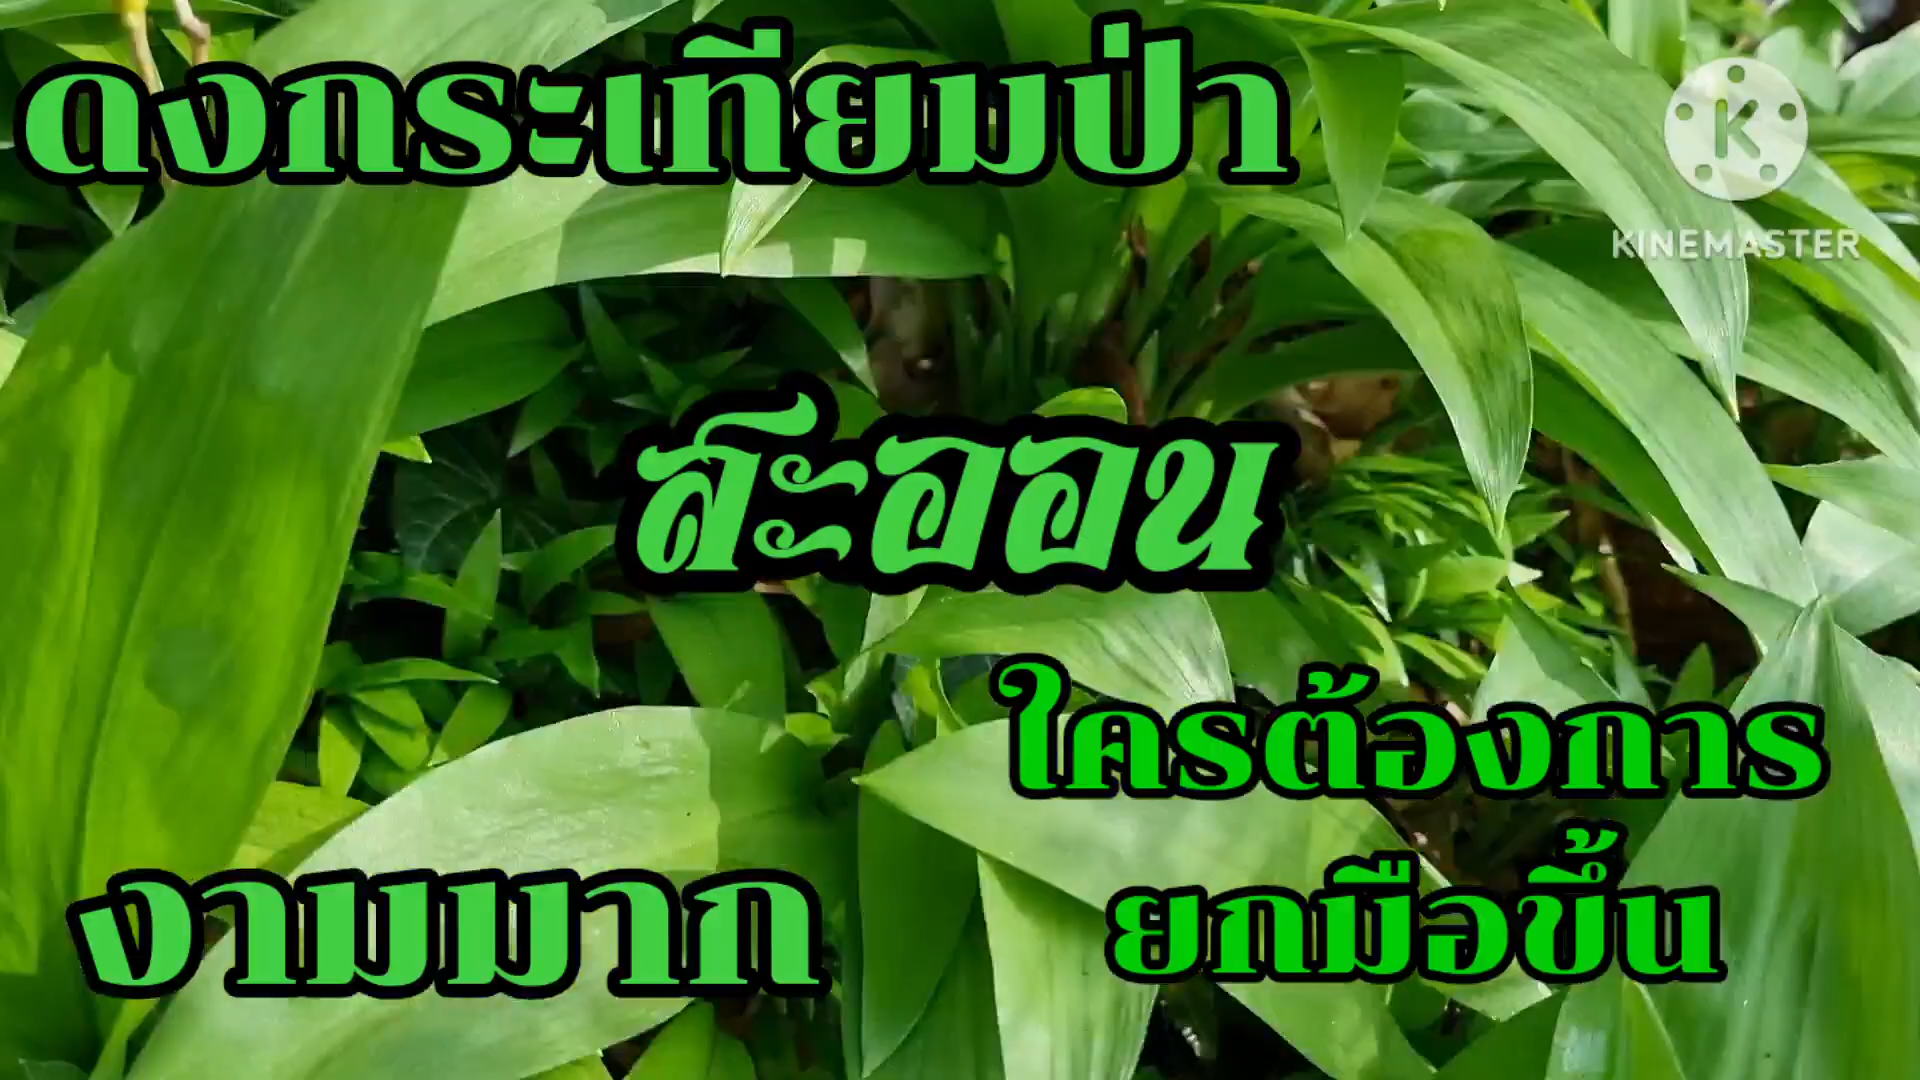 ดงกระเทียมป่า
KINEMASTER
สะออน
ใครต้องการ
งามมาก
ยกมือขึ้น